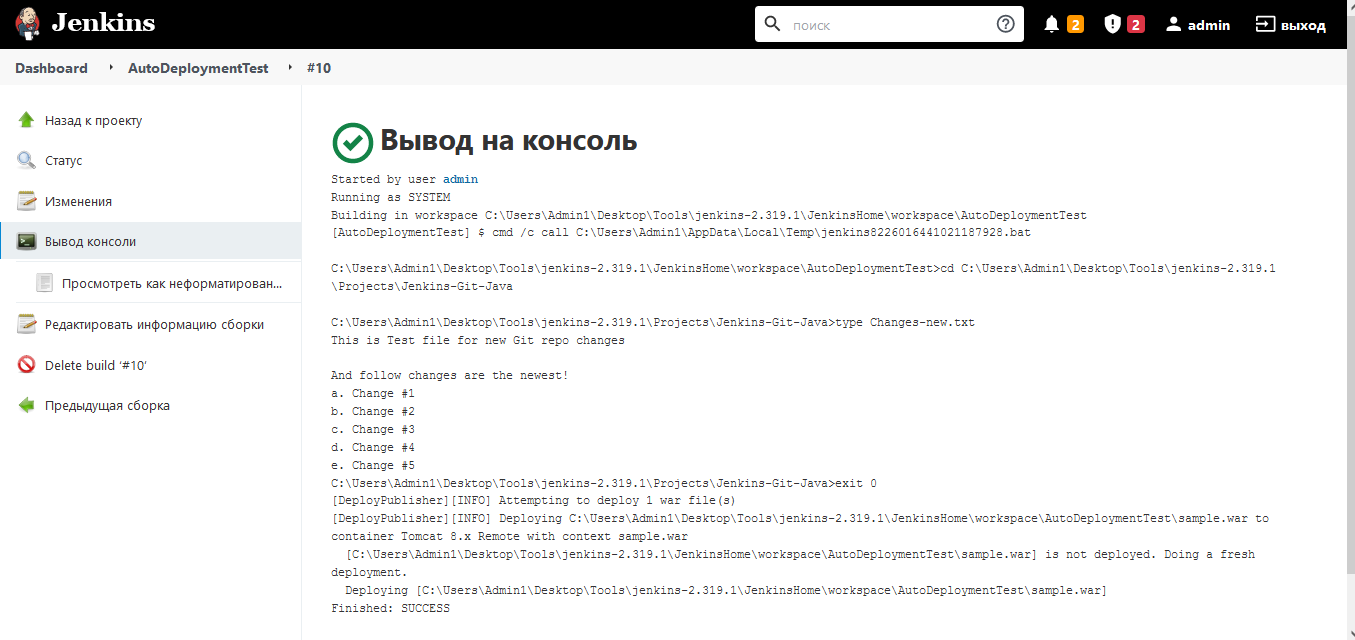 Jenkins
поиск
2
2
admin
выход
Dashboard
AutoDeploymentTest
#10
Назад к проекту
Статус
Изменения
Вывод консоли
Просмотреть как неформатирован...
Редактировать информацию сборки
Delete build ‘#10’
Предыдущая сборка
Вывод на консоль
Started by user admin
Running as SYSTEM
Building in workspace C:\Users\Admin1\Desktop\Tools\jenkins-2.319.1\JenkinsHome\workspace\AutoDeploymentTest
[AutoDeploymentTest] $ cmd /c call C:\Users\Admin1\AppData\Local\Temp\jenkins8226016441021187928.bat
C:\Users\Admin1\Desktop\Tools\jenkins-2.319.1\JenkinsHome\workspace\AutoDeploymentTest>cd C:\Users\Admin1\Desktop\Tools\jenkins-2.319.1
\Projects\Jenkins-Git-Java
C:\Users\Admin1\Desktop\Tools\jenkins-2.319.1\Projects\Jenkins-Git-Java>type Changes-new.txt
This is Test file for new Git repo changes
And follow changes are the newest!
a. Change #1
b. Change #2
c. Change #3
d. Change #4
e. Change #5
C:\Users\Admin1\Desktop\Tools\jenkins-2.319.1\Projects\Jenkins-Git-Java>exit 0
[DeployPublisher][INFO] Attempting to deploy 1 war file(s)
[DeployPublisher][INFO] Deploying C:\Users\Admin1\Desktop\Tools\jenkins-2.319.1\JenkinsHome\workspace\AutoDeploymentTest\sample.war to
container Tomcat 8.x Remote with context sample.war
[C:\Users\Admin1\Desktop\Tools\jenkins-2.319.1\JenkinsHome\workspace\AutoDeploymentTest\sample.war] is not deployed. Doing a fresh
deployment.
Deploying [C:\Users\Admin1\Desktop\Tools\jenkins-2.319.1\JenkinsHome\workspace\AutoDeploymentTest\sample.war]
Finished: SUCCESS